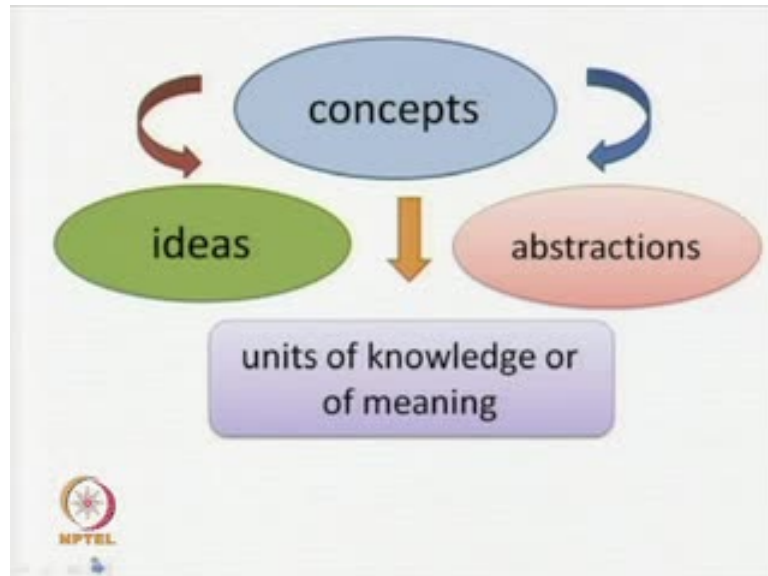 concepts
ideas
abstractions
units of knowledge or
of meaning
NPTEL